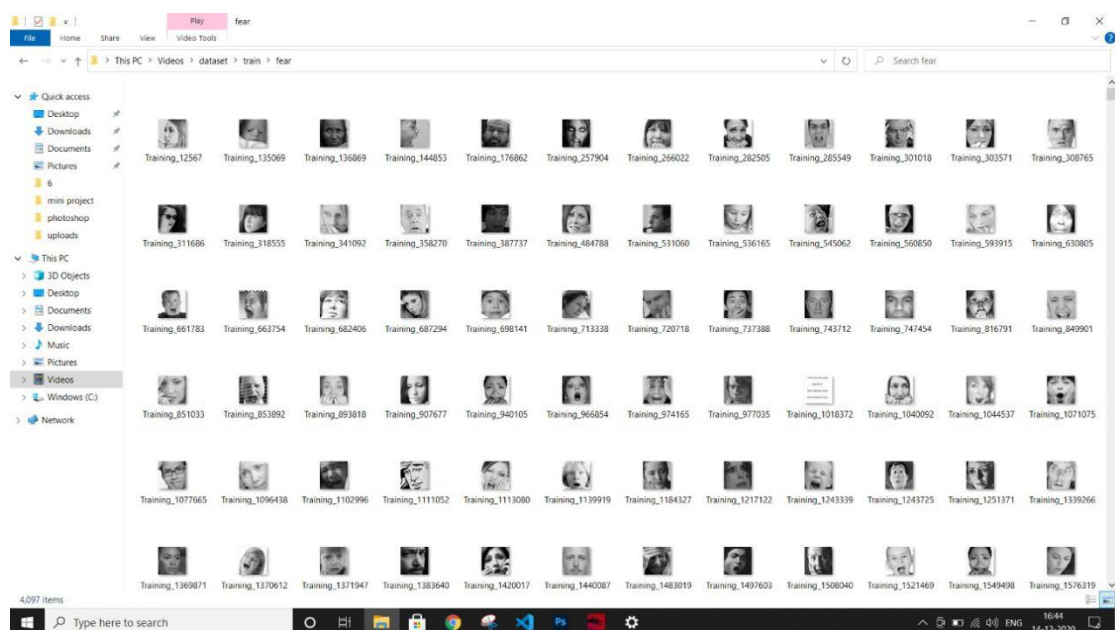 Play fear
File Home Share View Video Tools
This PC > Videos > dataset > train > fear
Search fear
Quick access
Desktop
Downloads
Documents
Pictures
6
mini project
photoshop
uploads
This PC
3D Objects
Desktop
Documents
Downloads
Music
Pictures
Videos
Windows (C:)
Network
Training_12567 Training_135069 Training_136869 Training_144853 Training_176862 Training_257904 Training_266022 Training_282505 Training_285549 Training_301018 Training_303571 Training_308765
Training_311686 Training_318555 Training_341092 Training_358270 Training_387737 Training_484788 Training_531060 Training_536165 Training_545062 Training_560850 Training_593915 Training_630805
Training_661783 Training_663754 Training_682406 Training_687294 Training_698141 Training_713338 Training_720718 Training_737388 Training_743712 Training_747454 Training_816791 Training_849901
Training_851033 Training_853892 Training_893818 Training_907677 Training_940105 Training_966854 Training_974165 Training_977035 Training_1018372 Training_1040092 Training_1044537 Training_1071075
Training_1077665 Training_1096438 Training_1102996 Training_1111052 Training_1113080 Training_1139919 Training_1184327 Training_1217122 Training_1243339 Training_1243725 Training_1251371 Training_1339266
Training_1369871 Training_1370612 Training_1371947 Training_1383640 Training_1420017 Training_1440087 Training_1483019 Training_1497603 Training_1508040 Training_1521469 Training_1549498 Training_1576319
4,097 items
Type here to search
Ps
ENG
16:44
14-12-2020